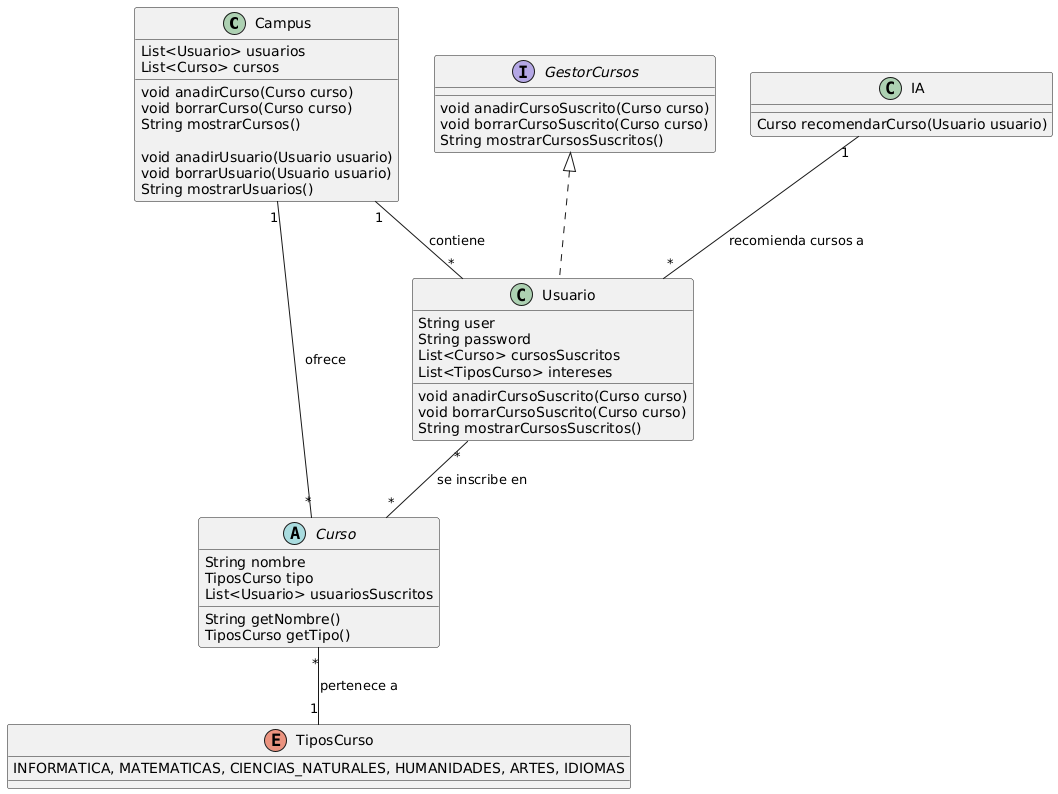 C Campus
List<Usuario> usuarios
List<Curso> cursos
void anadirCurso(Curso curso)
void borrarCurso(Curso curso)
String mostrarCursos()
void anadirUsuario(Usuario usuario)
void borrarUsuario(Usuario usuario)
String mostrarUsuarios()
I GestorCursos
void anadirCursoSuscrito(Curso curso)
void borrarCursoSuscrito(Curso curso)
String mostrarCursosSuscritos()
C IA
Curso recomendarCurso(Usuario usuario)
1
1
1
contiene
recomienda cursos a
*
*
C Usuario
String user
String password
List<Curso> cursosSuscritos
List<TiposCurso> intereses
void anadirCursoSuscrito(Curso curso)
void borrarCursoSuscrito(Curso curso)
String mostrarCursosSuscritos()
ofrece
*
se inscribe en
*
*
A Curso
String nombre
TiposCurso tipo
List<Usuario> usuariosSuscritos
String getNombre()
TiposCurso getTipo()
*
pertenece a
1
E TiposCurso
INFORMATICA, MATEMATICAS, CIENCIAS_NATURALES, HUMANIDADES, ARTES, IDIOMAS